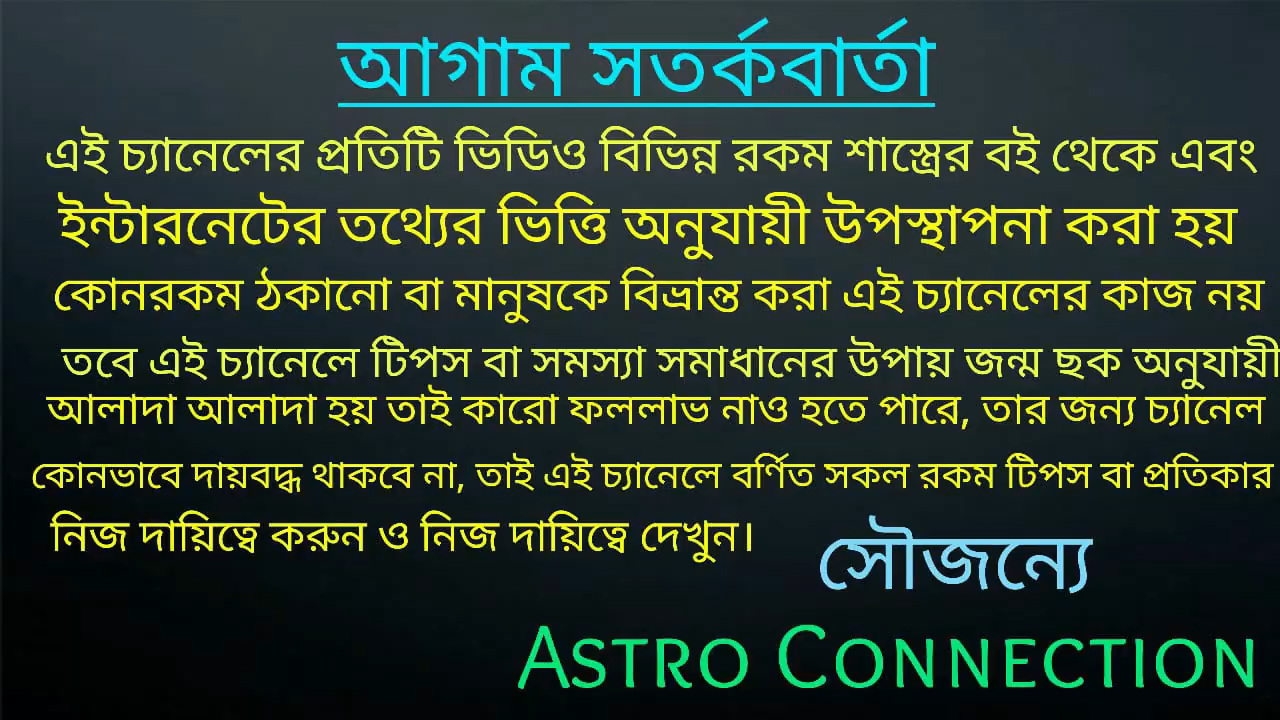 আগাম সতর্কবার্তা
এই চ্যানেলের প্রতিটি ভিডিও বিভিন্ন রকম শাস্ত্রের বই থেকে এবং
ইন্টারনেটের তথ্যের ভিত্তি অনুযায়ী উপস্থাপনা করা হয়
কোনরকম ঠকানো বা মানুষকে বিভ্রান্ত করা এই চ্যানেলের কাজ নয়
তবে এই চ্যানেলে টিপস বা সমস্যা সমাধানের উপায় জন্ম ছক অনুযায়ী
আলাদা আলাদা হয় তাই কারো ফললাভ নাও হতে পারে, তার জন্য চ্যানেল
কোনভাবে দায়বদ্ধ থাকবে না, তাই এই চ্যানেলে বর্ণিত সকল রকম টিপস বা প্রতিকার
নিজ দায়িত্বে করুন ও নিজ দায়িত্বে দেখুন।
সৌজন্যে
ASTRO CONNECTION